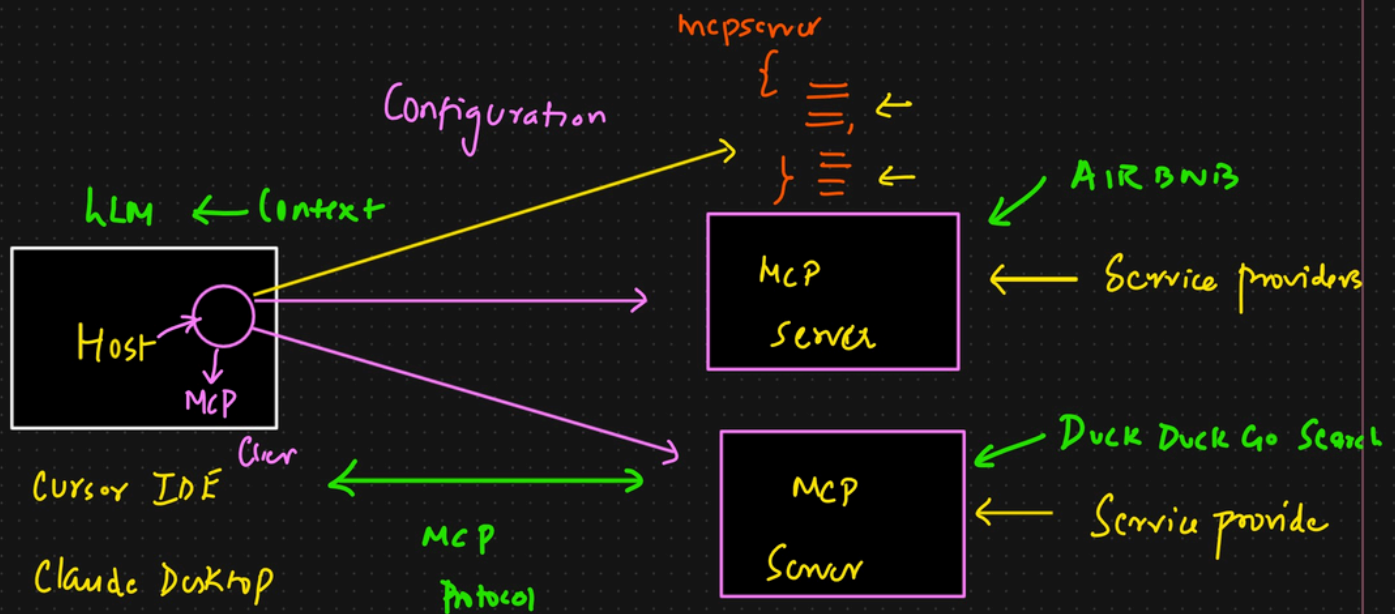 mcpserver
{
Configuration
,
}
AIRBNB
LLM ← Context
MCP
Server
← Service providers
Host
MCP
Duck Duck Go Search
Cursor IDE
MCP
Server
← Service provide
MCP
Protocol
Claude Desktop